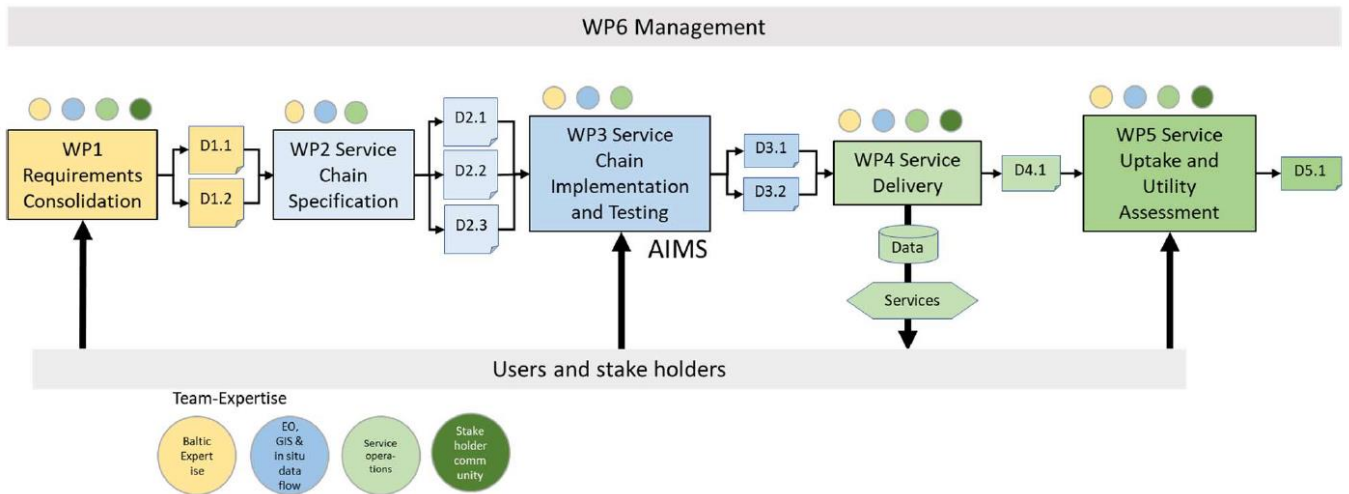 WP6 Management
WP1
Requirements
Consolidation
D1.1
D1.2
WP2 Service
Chain
Specification
D2.1
D2.2
D2.3
WP3 Service
Chain
Implementation
and Testing
AIMS
D3.1
D3.2
WP4 Service
Delivery
Data
Services
D4.1
WP5 Service
Uptake and
Utility
Assessment
D5.1
Users and stake holders
Team-Expertise
Baltic
Expert
ise
EO,
GIS &
in situ
data
flow
Service
opera-
tions
Stake
holder
comm
unity